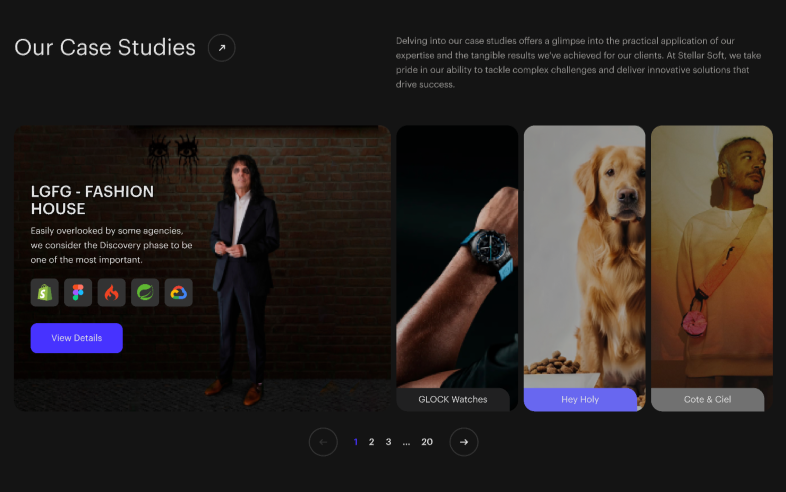 Our Case Studies
Delving into our case studies offers a glimpse into the practical application of our
expertise and the tangible results we've achieved for our clients. At Stellar Soft, we take
pride in our ability to tackle complex challenges and deliver innovative solutions that
drive success.
LGFG - FASHION
HOUSE
Easily overlooked by some agencies,
we consider the Discovery phase to be
one of the most important.
View Details
GLOCK Watches
Hey Holy
Cote & Ciel
1 2 3 ... 20